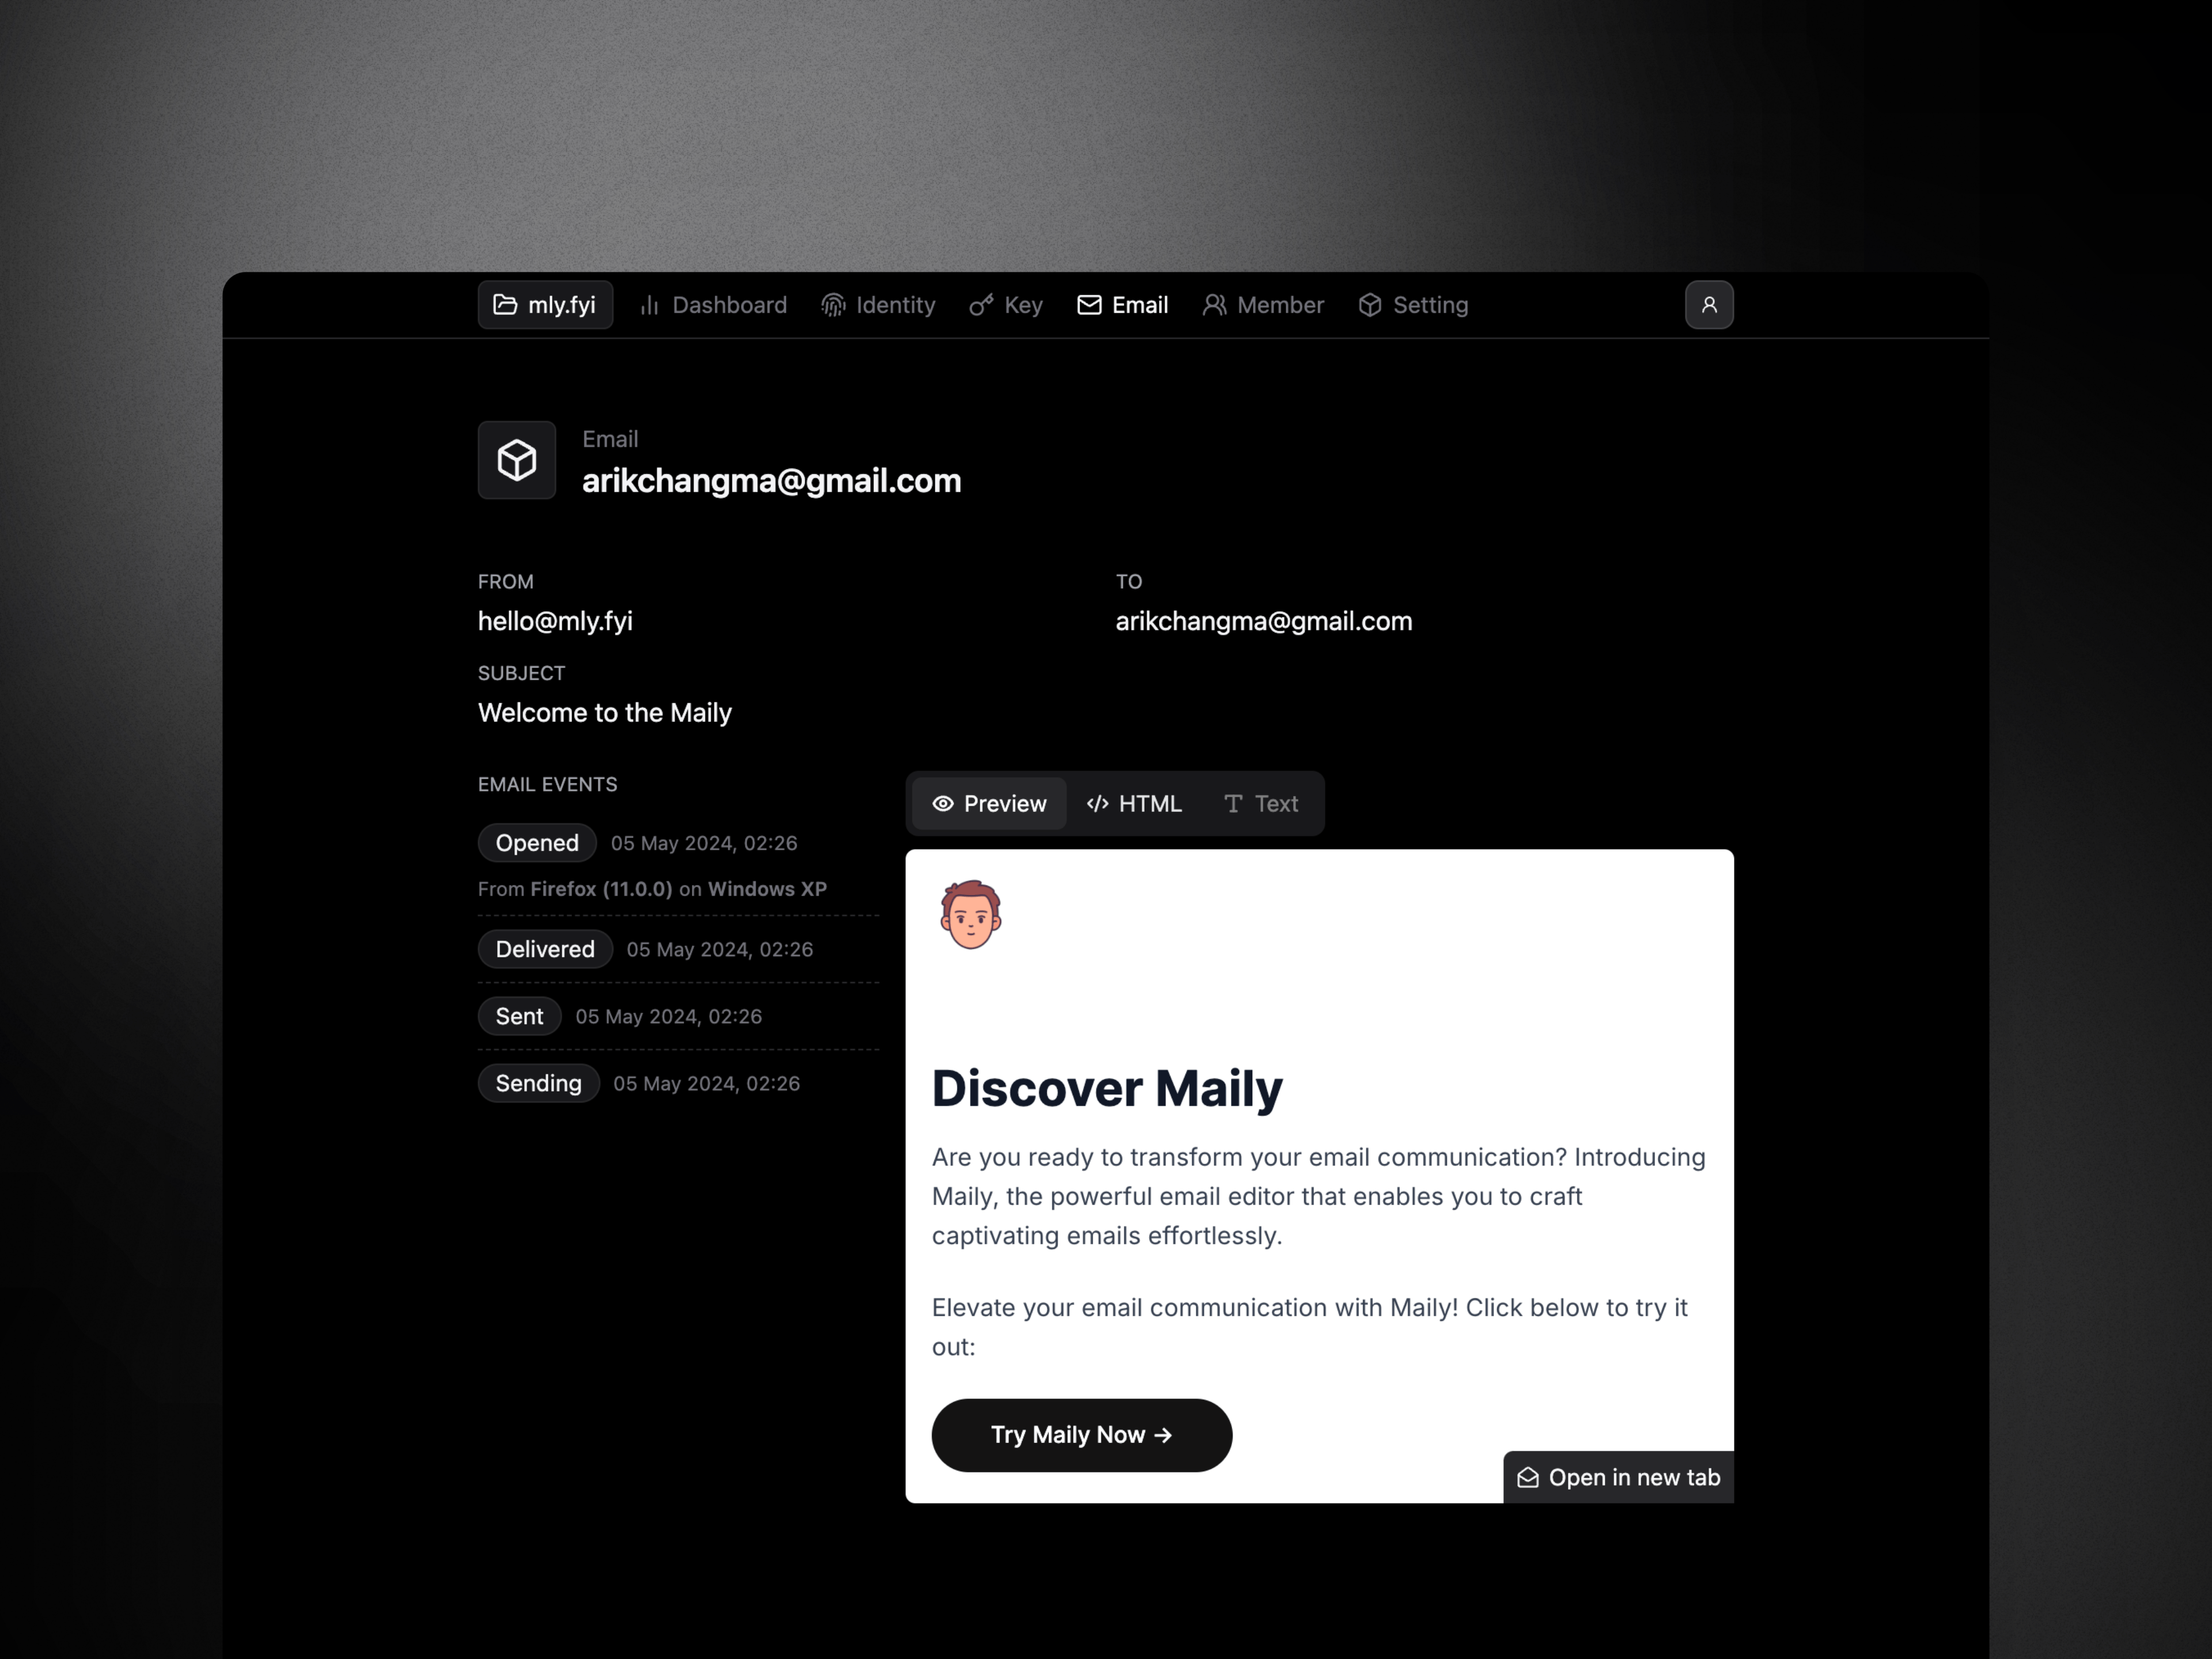 mly.fyi Dashboard Identity Key Email Member Setting
Email
arikchangma@gmail.com
FROM
hello@mly.fyi
TO
arikchangma@gmail.com
SUBJECT
Welcome to the Maily
EMAIL EVENTS
Opened 05 May 2024, 02:26
From Firefox (11.0.0) on Windows XP
Delivered 05 May 2024, 02:26
Sent 05 May 2024, 02:26
Sending 05 May 2024, 02:26
Preview </> HTML Text
Discover Maily
Are you ready to transform your email communication? Introducing
Maily, the powerful email editor that enables you to craft
captivating emails effortlessly.
Elevate your email communication with Maily! Click below to try it
out:
Try Maily Now →
Open in new tab